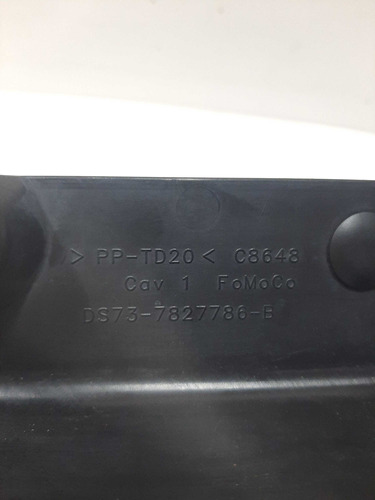 > PP-TD20 < C8648
Cav 1 FoMoCo
DS73-7827786-B